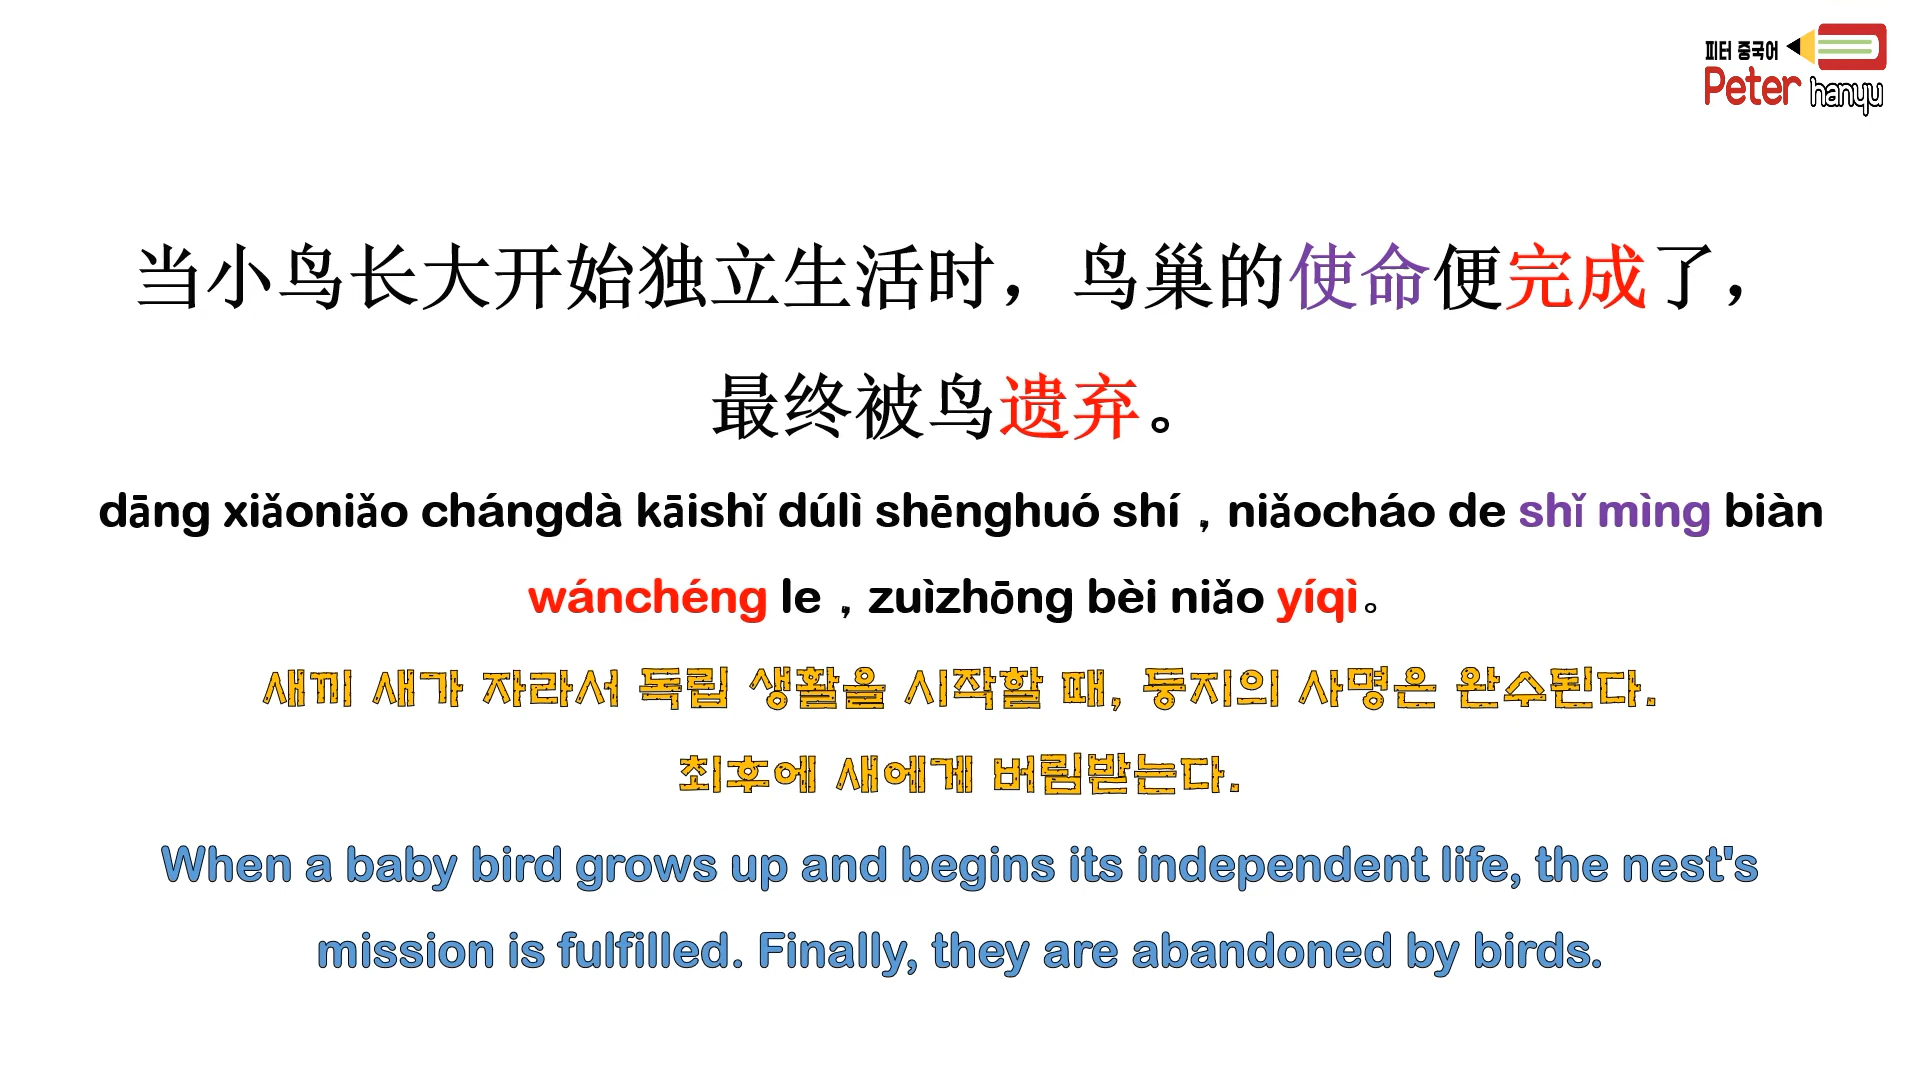 피터 중국어
Peter hanyu
当小鸟长大开始独立生活时，鸟巢的使命便完成了，
最终被鸟遗弃。
dāng xiǎoniǎo chángdà kāishǐ dúlì shēnghuó shí，niǎocháo de shǐ mìng biàn
wánchéng le，zuìzhōng bèi niǎo yíqì。
새끼 새가 자라서 독립 생활을 시작할 때, 둥지의 사명은 완수된다.
최후에 새에게 버림받는다.
When a baby bird grows up and begins its independent life, the nest's
mission is fulfilled. Finally, they are abandoned by birds.